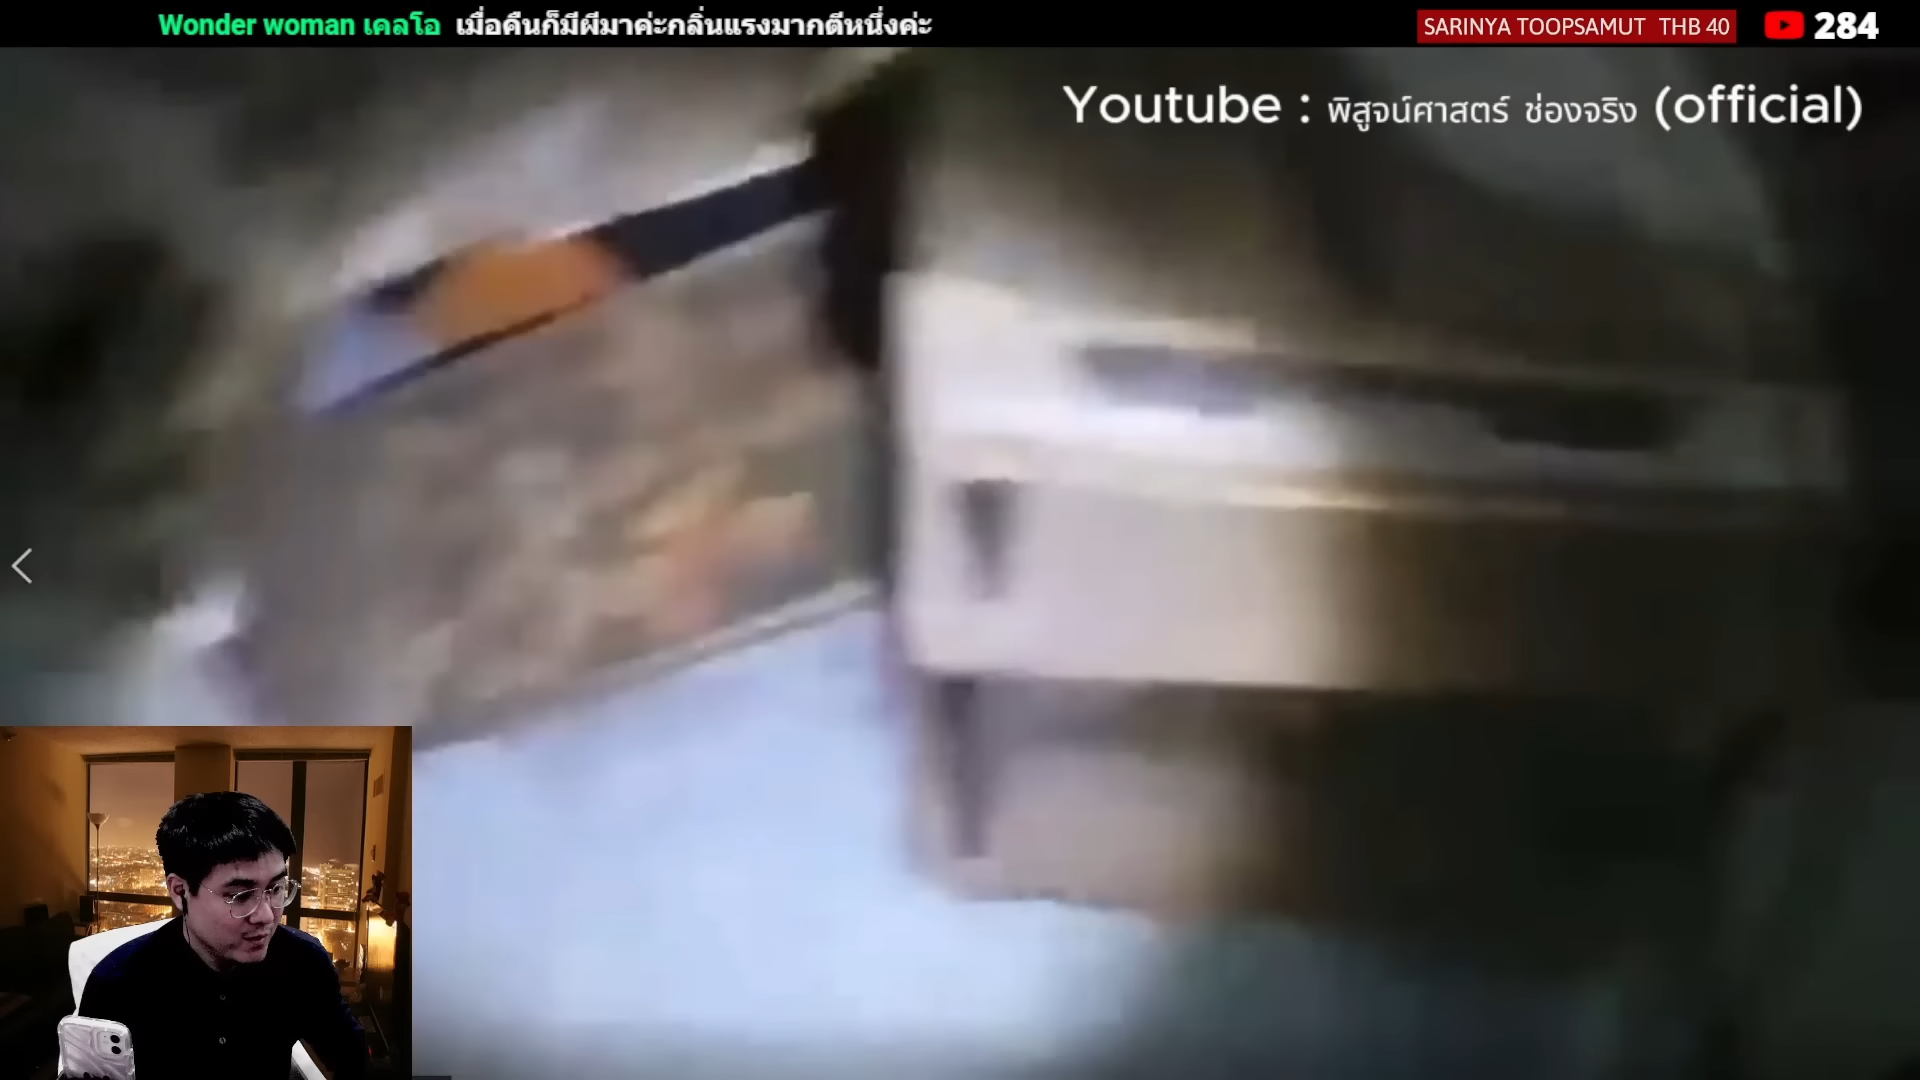 Wonder woman เคลโอ เมื่อคืนก็มีผีมาค่ะกลิ่นแรงมากตีหนึ่งค่ะ
SARINYA TOOPSAMUT THB 40
284
Youtube : พิสูจน์ศาสตร์ ช่องจริง (official)